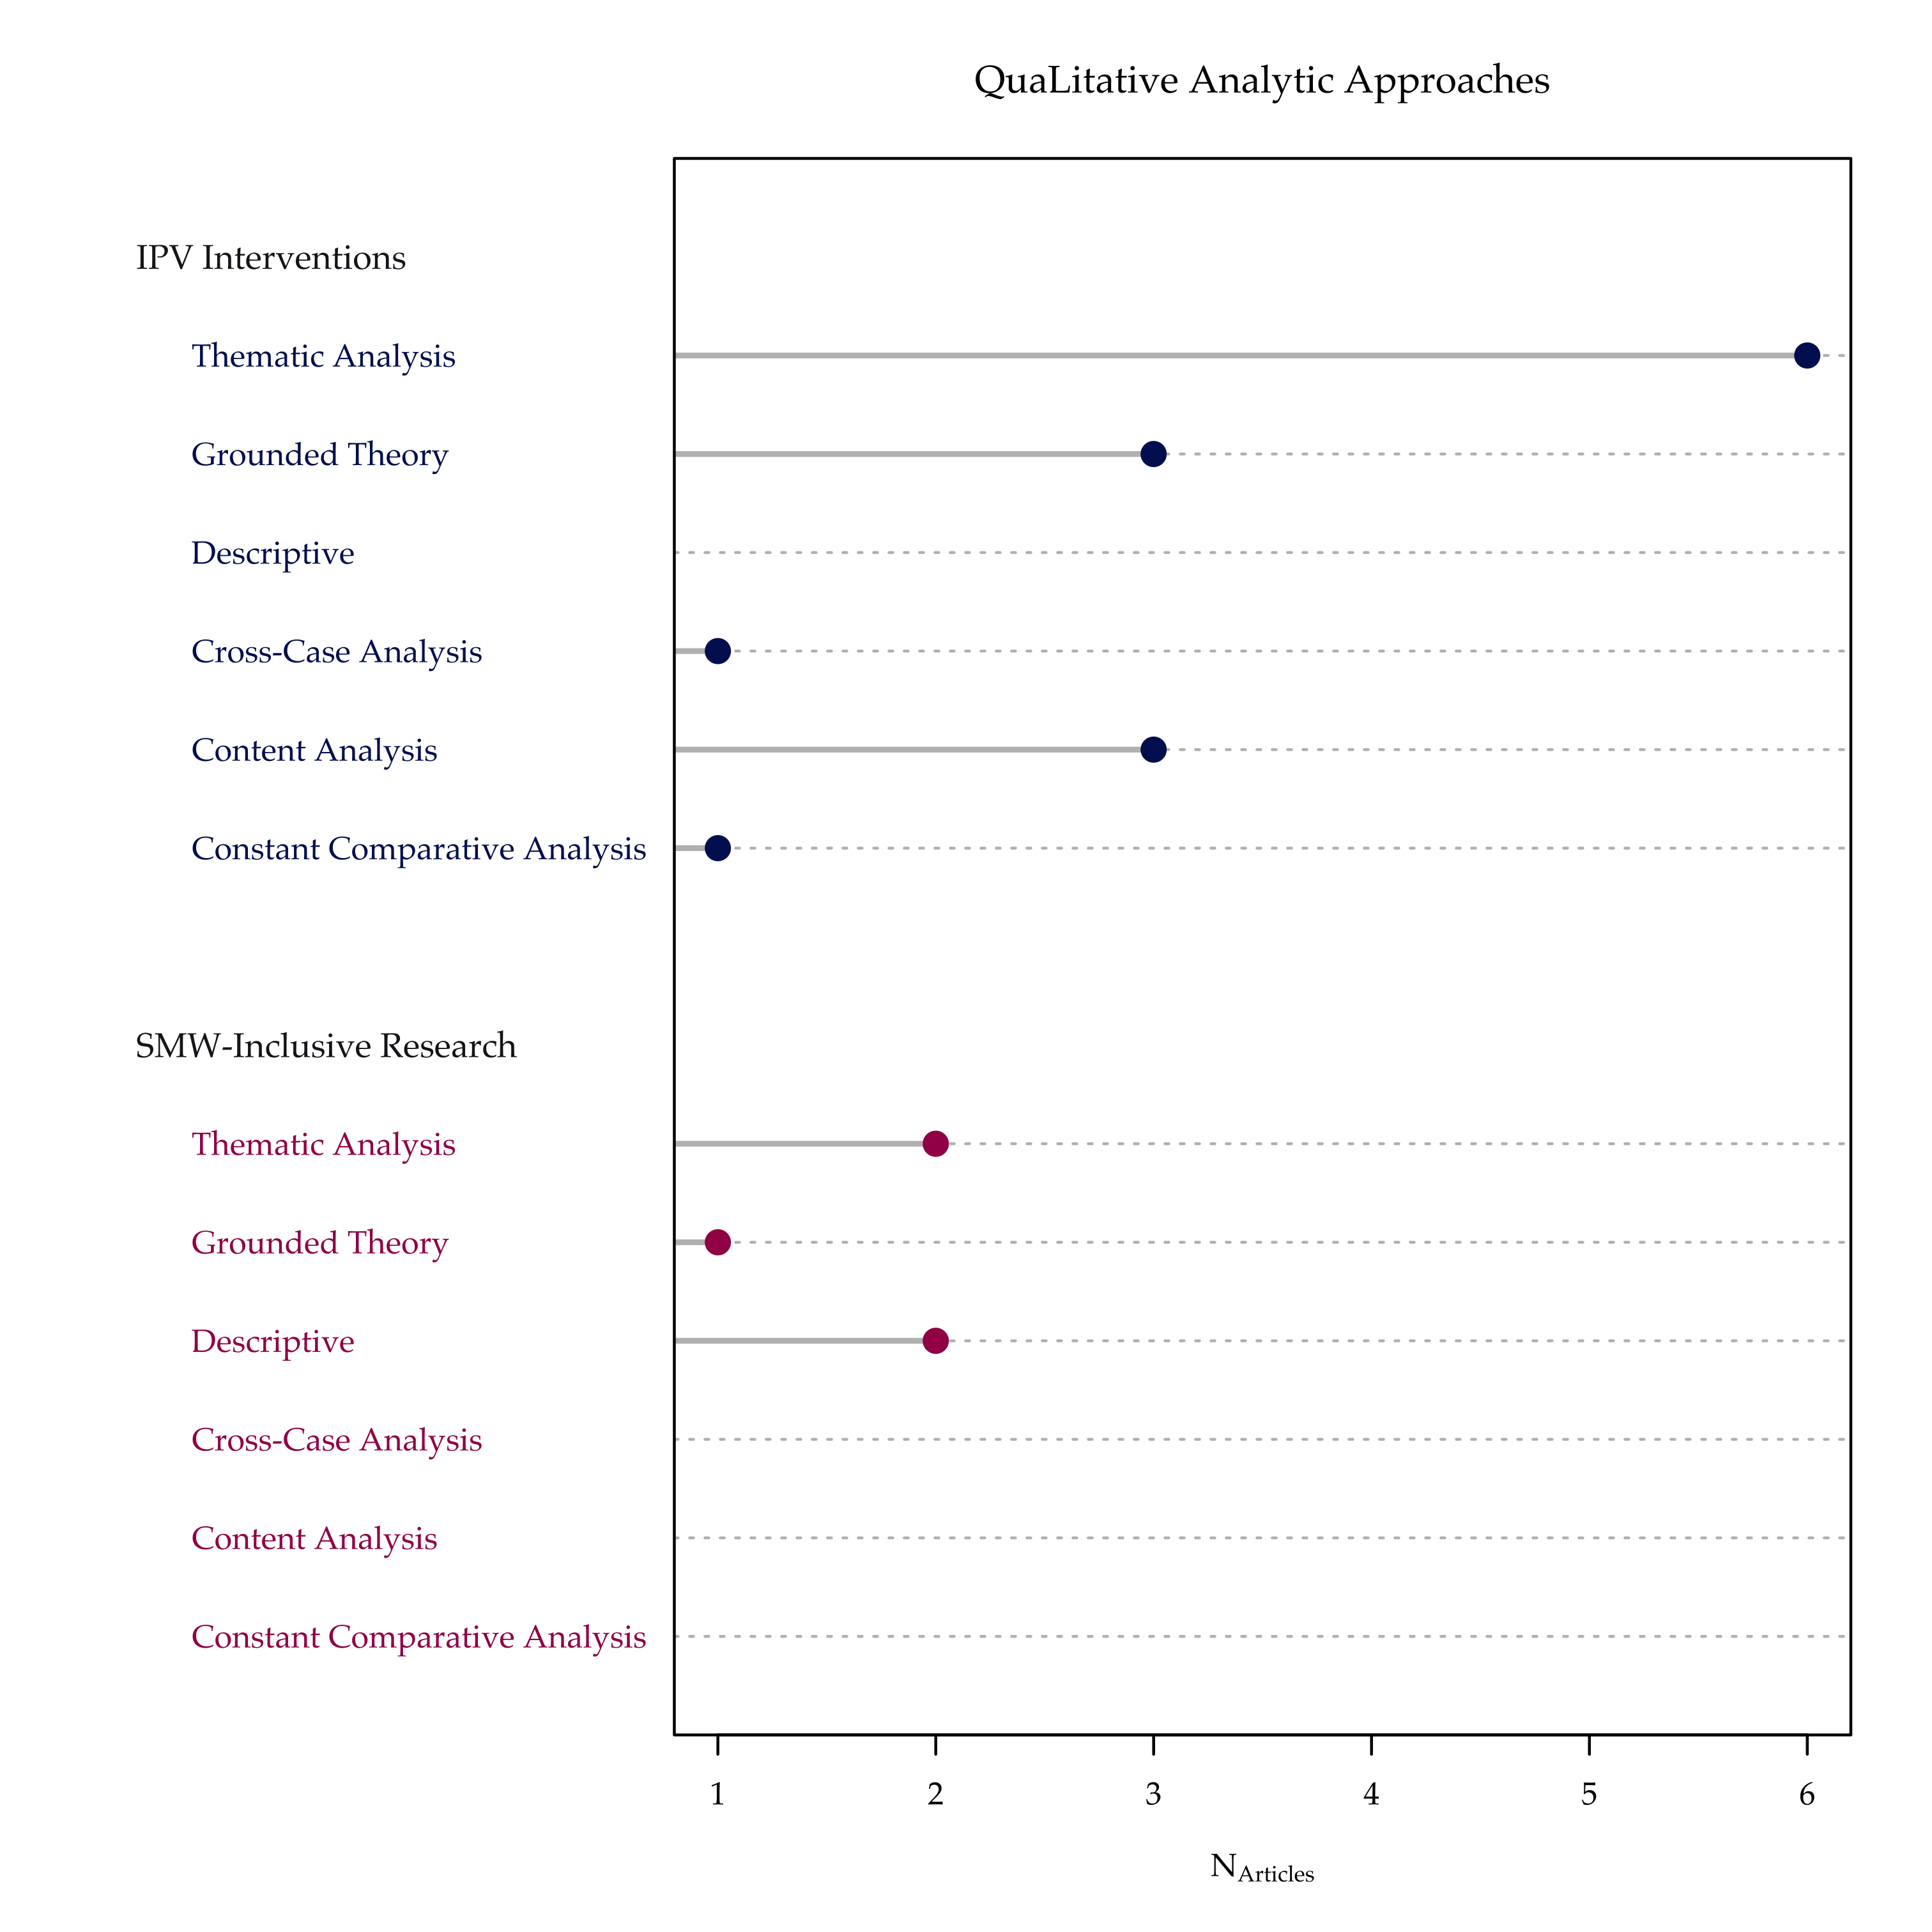 QuaLitative Analytic Approaches
IPV Interventions
Thematic Analysis
Grounded Theory
Descriptive
Cross-Case Analysis
Content Analysis
Constant Comparative Analysis
SMW-Inclusive Research
Thematic Analysis
Grounded Theory
Descriptive
Cross-Case Analysis
Content Analysis
Constant Comparative Analysis
1 2 3 4 5 6
NArticles